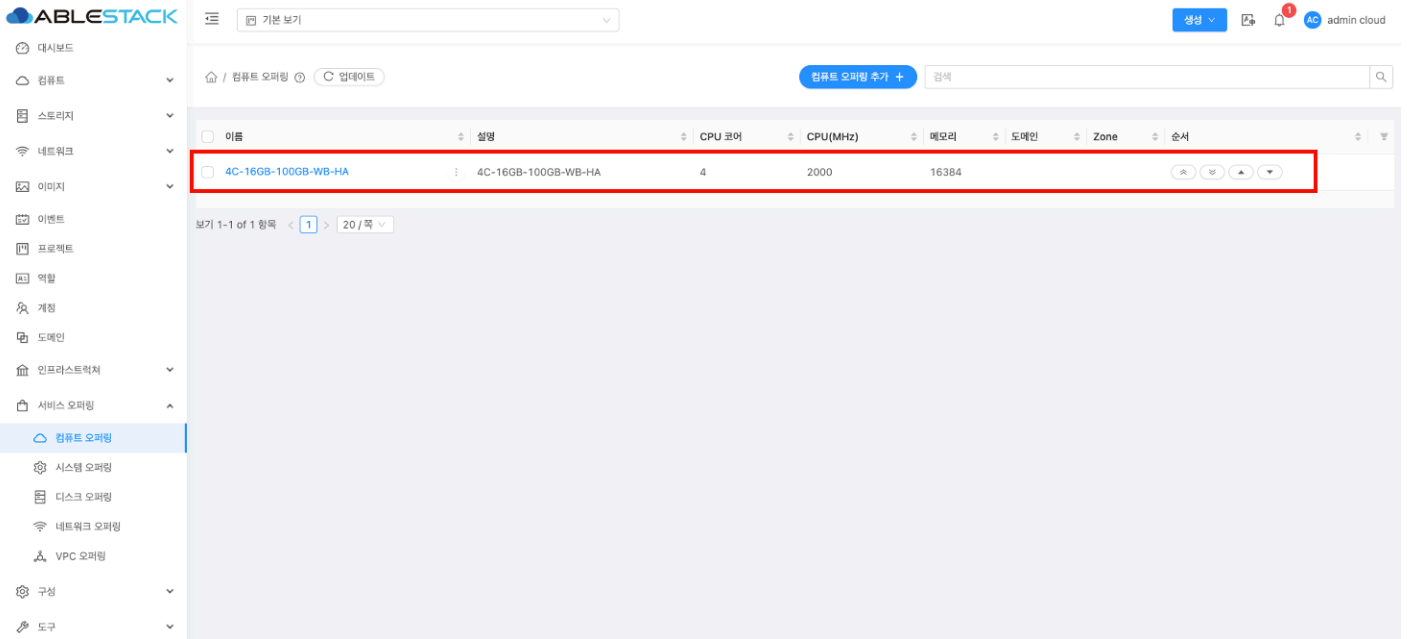 ABLESTACK
기본 보기
생성
1
AC
admin cloud
대시보드
컴퓨트
스토리지
네트워크
이미지
이벤트
프로젝트
역할
계정
도메인
인프라스트럭쳐
서비스 오퍼링
컴퓨트 오퍼링
시스템 오퍼링
디스크 오퍼링
네트워크 오퍼링
VPC 오퍼링
구성
도구
/ 컴퓨트 오퍼링
업데이트
컴퓨트 오퍼링 추가 +
검색
이름 설명 CPU 코어 CPU(MHz) 메모리 도메인 Zone 순서
4C-16GB-100GB-WB-HA 4C-16GB-100GB-WB-HA 4 2000 16384
보기 1-1 of 1 항목 < 1 > 20 / 쪽